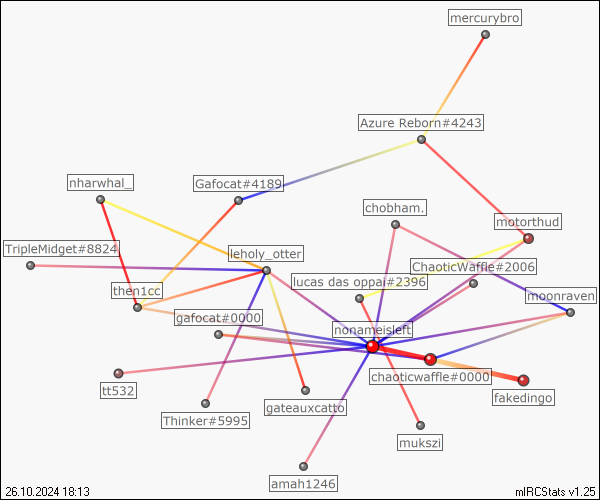 mercurybro
Azure Reborn#4243
nharwhal_
Gafocat#4189
chobham.
motorthud
TripleMidget#8824
leholy_otter
ChaoticWaffle#2006
lucas das oppai#2396
then1cc
moonraven
gafocat#0000
nonameisleft
chaoticwaffle#0000
tt532
fakedingo
gateauxcatto
Thinker#5995
mukszi
amah1246
26.10.2024 18:13
mIRCStats v1.25